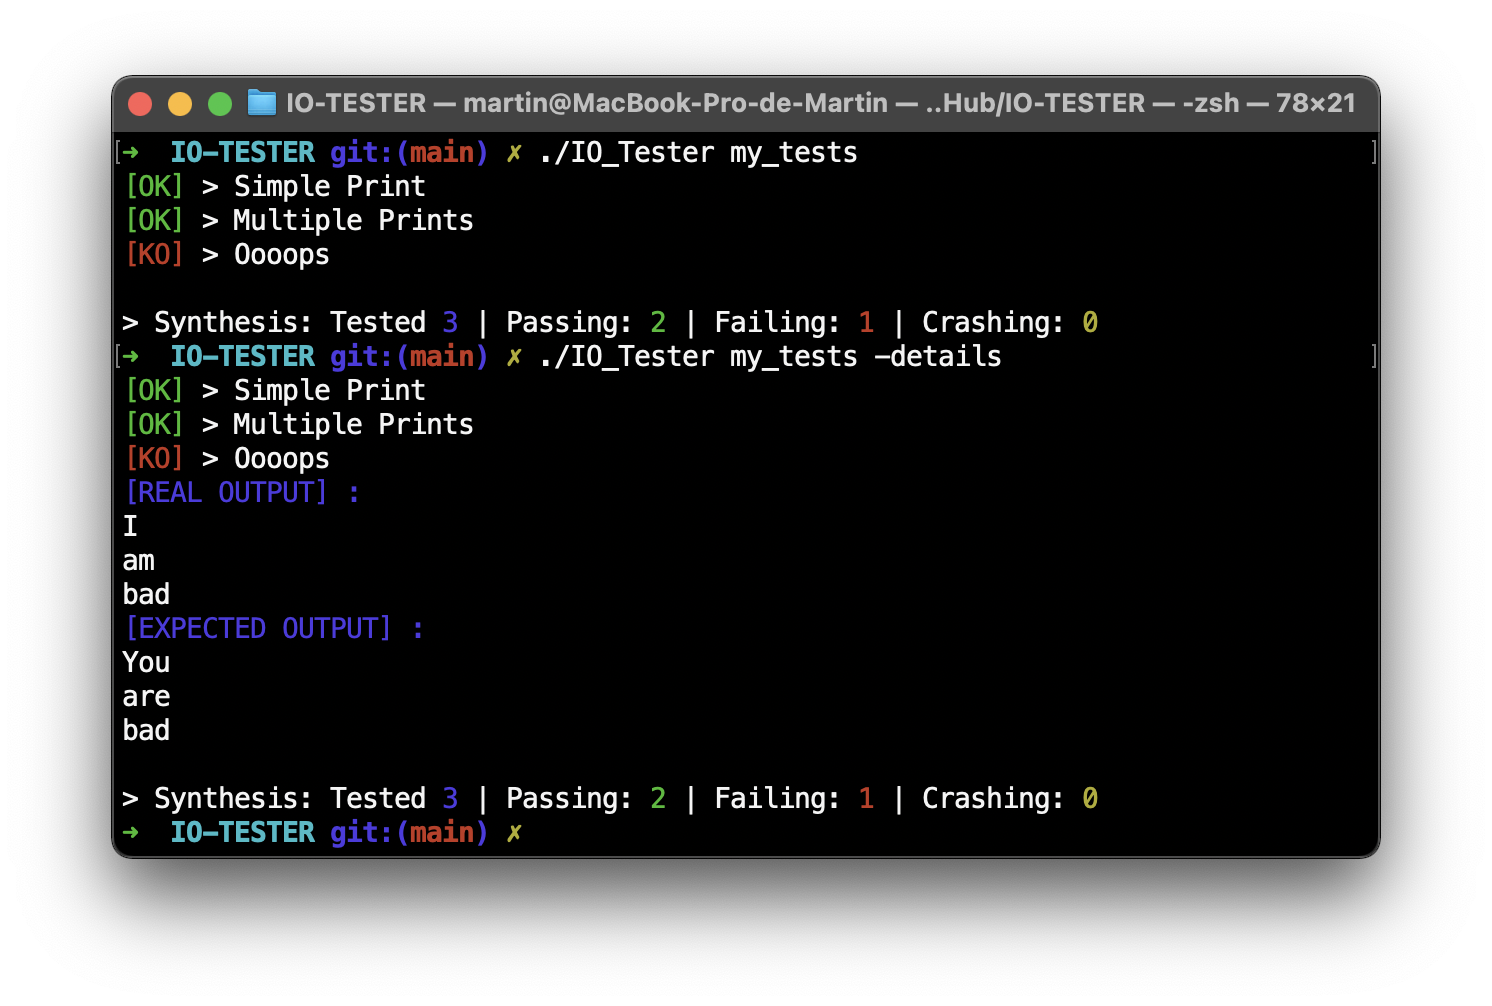 IO-TESTER — martin@MacBook-Pro-de-Martin — ..Hub/IO-TESTER — -zsh — 78×21
[➜  IO-TESTER git:(main) ✗ ./IO_Tester my_tests ]
[OK] > Simple Print
[OK] > Multiple Prints
[KO] > Oooops
> Synthesis: Tested 3 | Passing: 2 | Failing: 1 | Crashing: 0
[➜  IO-TESTER git:(main) ✗ ./IO_Tester my_tests -details ]
[OK] > Simple Print
[OK] > Multiple Prints
[KO] > Oooops
[REAL OUTPUT] :
I
am
bad
[EXPECTED OUTPUT] :
You
are
bad
> Synthesis: Tested 3 | Passing: 2 | Failing: 1 | Crashing: 0
➜  IO-TESTER git:(main) ✗